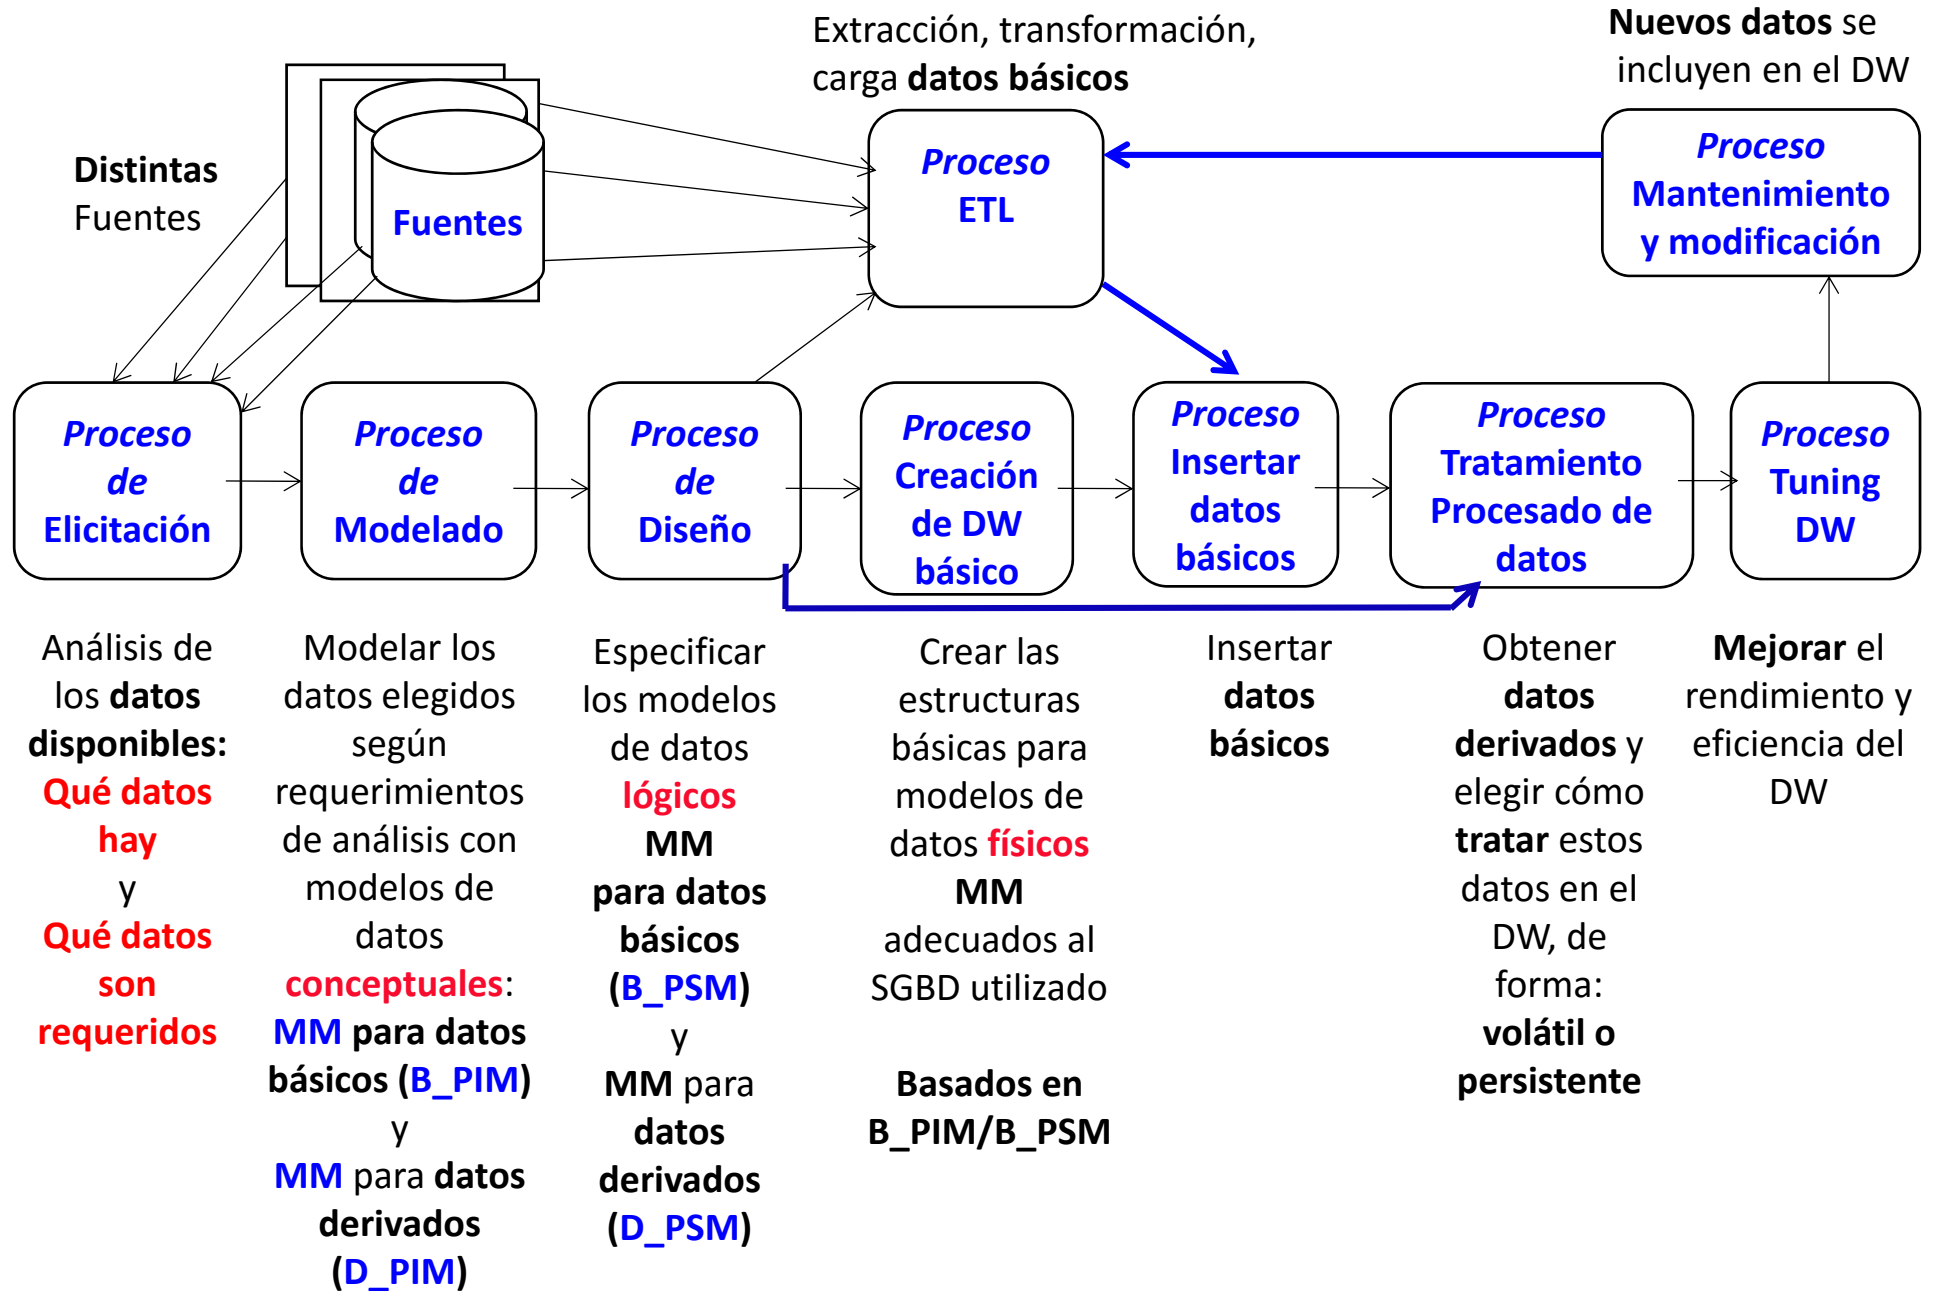 Extracción, transformación,
carga datos básicos
Nuevos datos se
incluyen en el DW
Distintas
Fuentes
Fuentes
Proceso
ETL
Proceso
Mantenimiento
y modificación
Proceso
de
Elicitación
Proceso
de
Modelado
Proceso
de
Diseño
Proceso
Creación
de DW
básico
Proceso
Insertar
datos
básicos
Proceso
Tratamiento
Procesado de
datos
Proceso
Tuning
DW
Análisis de
los datos
disponibles:
Qué datos
hay
y
Qué datos
son
requeridos
Modelar los
datos elegidos
según
requerimientos
de análisis con
modelos de
datos
conceptuales:
MM para datos
básicos (B_PIM)
y
MM para datos
derivados
(D_PIM)
Especificar
los modelos
de datos
lógicos
MM
para datos
básicos
(B_PSM)
y
MM para
datos
derivados
(D_PSM)
Crear las
estructuras
básicas para
modelos de
datos físicos
MM
adecuados al
SGBD utilizado
Basados en
B_PIM/B_PSM
Insertar
datos
básicos
Obtener
datos
derivados y
elegir cómo
tratar estos
datos en el
DW, de
forma:
volátil o
persistente
Mejorar el
rendimiento y
eficiencia del
DW